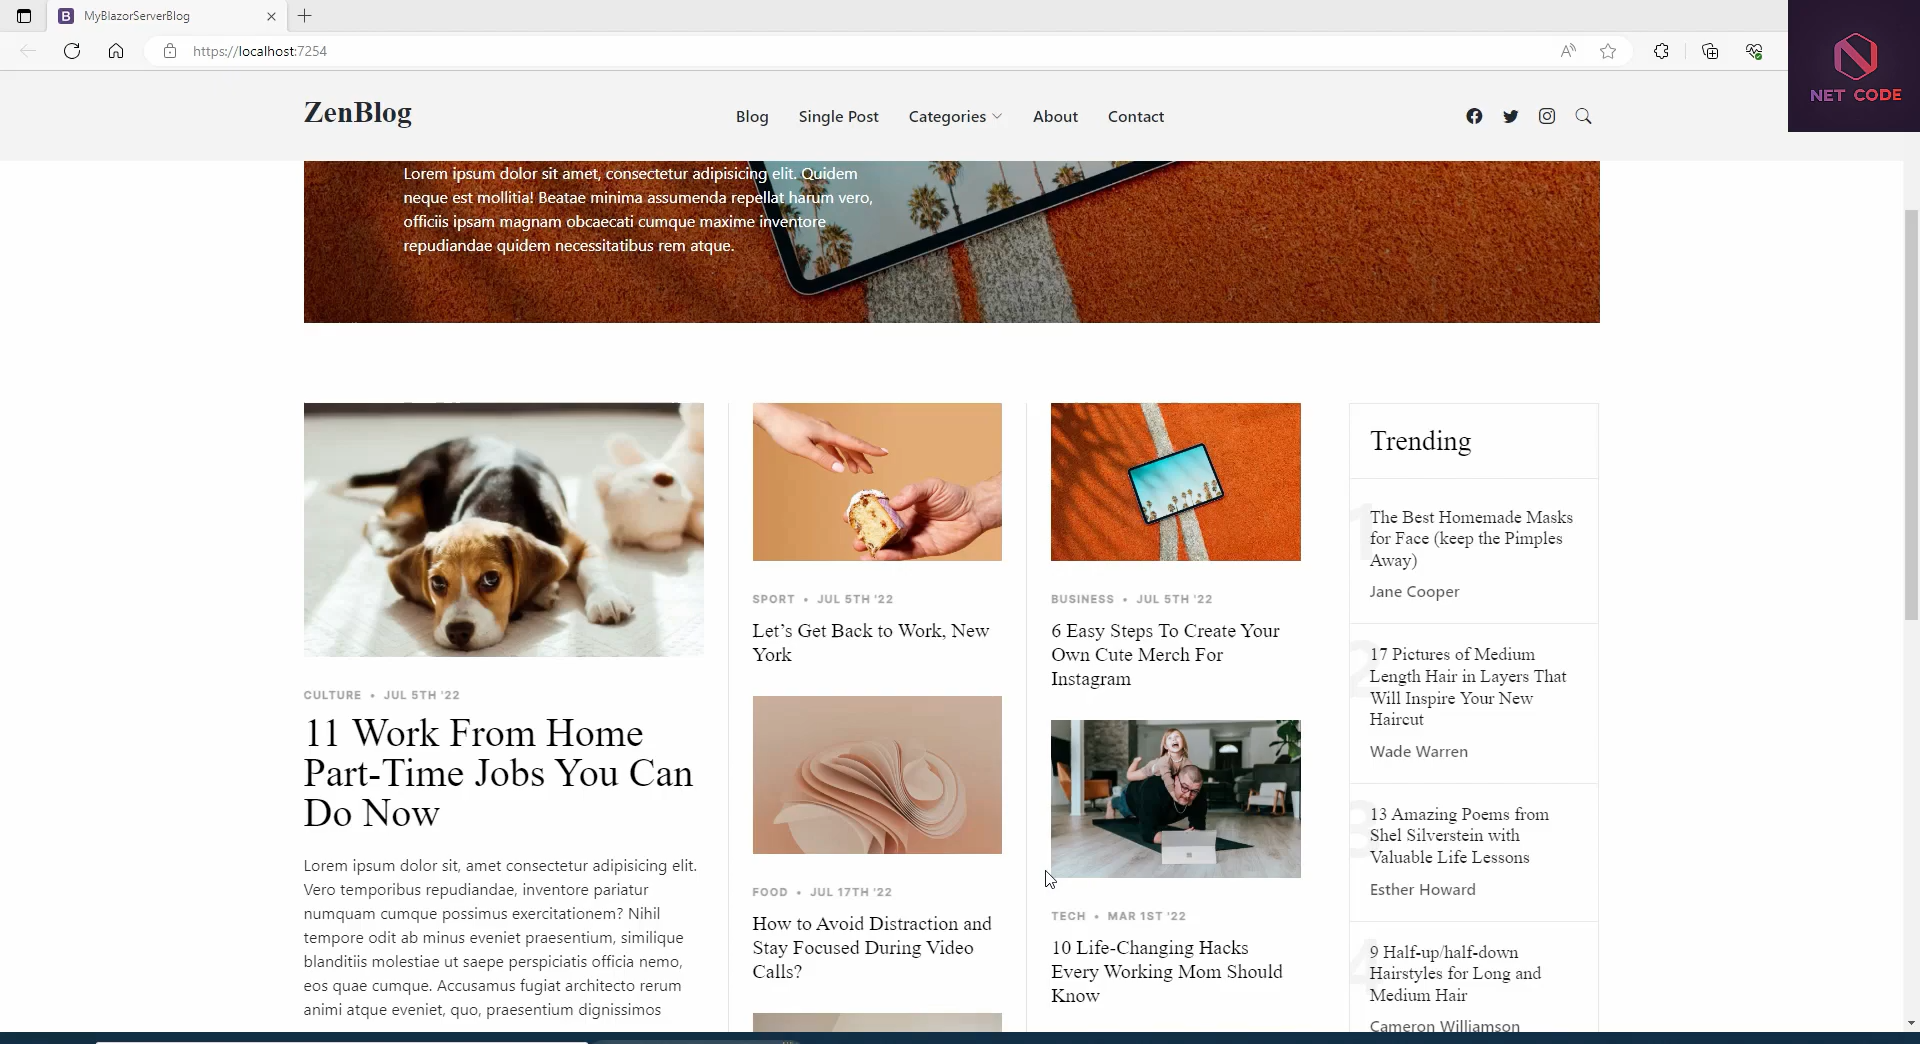 MyBlazorServerBlog
https://localhost:7254
NET CODE
ZenBlog
Blog
Single Post
Categories
About
Contact
Lorem ipsum dolor sit amet, consectetur adipisicing elit. Quidem
neque est mollitia! Beatae minima assumenda repellat harum vero,
officiis ipsam magnam obcaecati cumque maxime inventore
repudiandae quidem necessitatibus rem atque.
CULTURE • JUL 5TH '22
11 Work From Home
Part-Time Jobs You Can
Do Now
Lorem ipsum dolor sit, amet consectetur adipisicing elit.
Vero temporibus repudiandae, inventore pariatur
numquam cumque possimus exercitationem? Nihil
tempore odit ab minus eveniet praesentium, similique
blanditiis molestiae ut saepe perspiciatis officia nemo,
eos quae cumque. Accusamus fugiat architecto rerum
animi atque eveniet, quo, praesentium dignissimos
SPORT • JUL 5TH '22
Let’s Get Back to Work, New
York
FOOD • JUL 17TH '22
How to Avoid Distraction and
Stay Focused During Video
Calls?
BUSINESS • JUL 5TH '22
6 Easy Steps To Create Your
Own Cute Merch For
Instagram
TECH • MAR 1ST '22
10 Life-Changing Hacks
Every Working Mom Should
Know
Trending
1
The Best Homemade Masks
for Face (keep the Pimples
Away)
Jane Cooper
2
17 Pictures of Medium
Length Hair in Layers That
Will Inspire Your New
Haircut
Wade Warren
3
13 Amazing Poems from
Shel Silverstein with
Valuable Life Lessons
Esther Howard
4
9 Half-up/half-down
Hairstyles for Long and
Medium Hair
Cameron Williamson